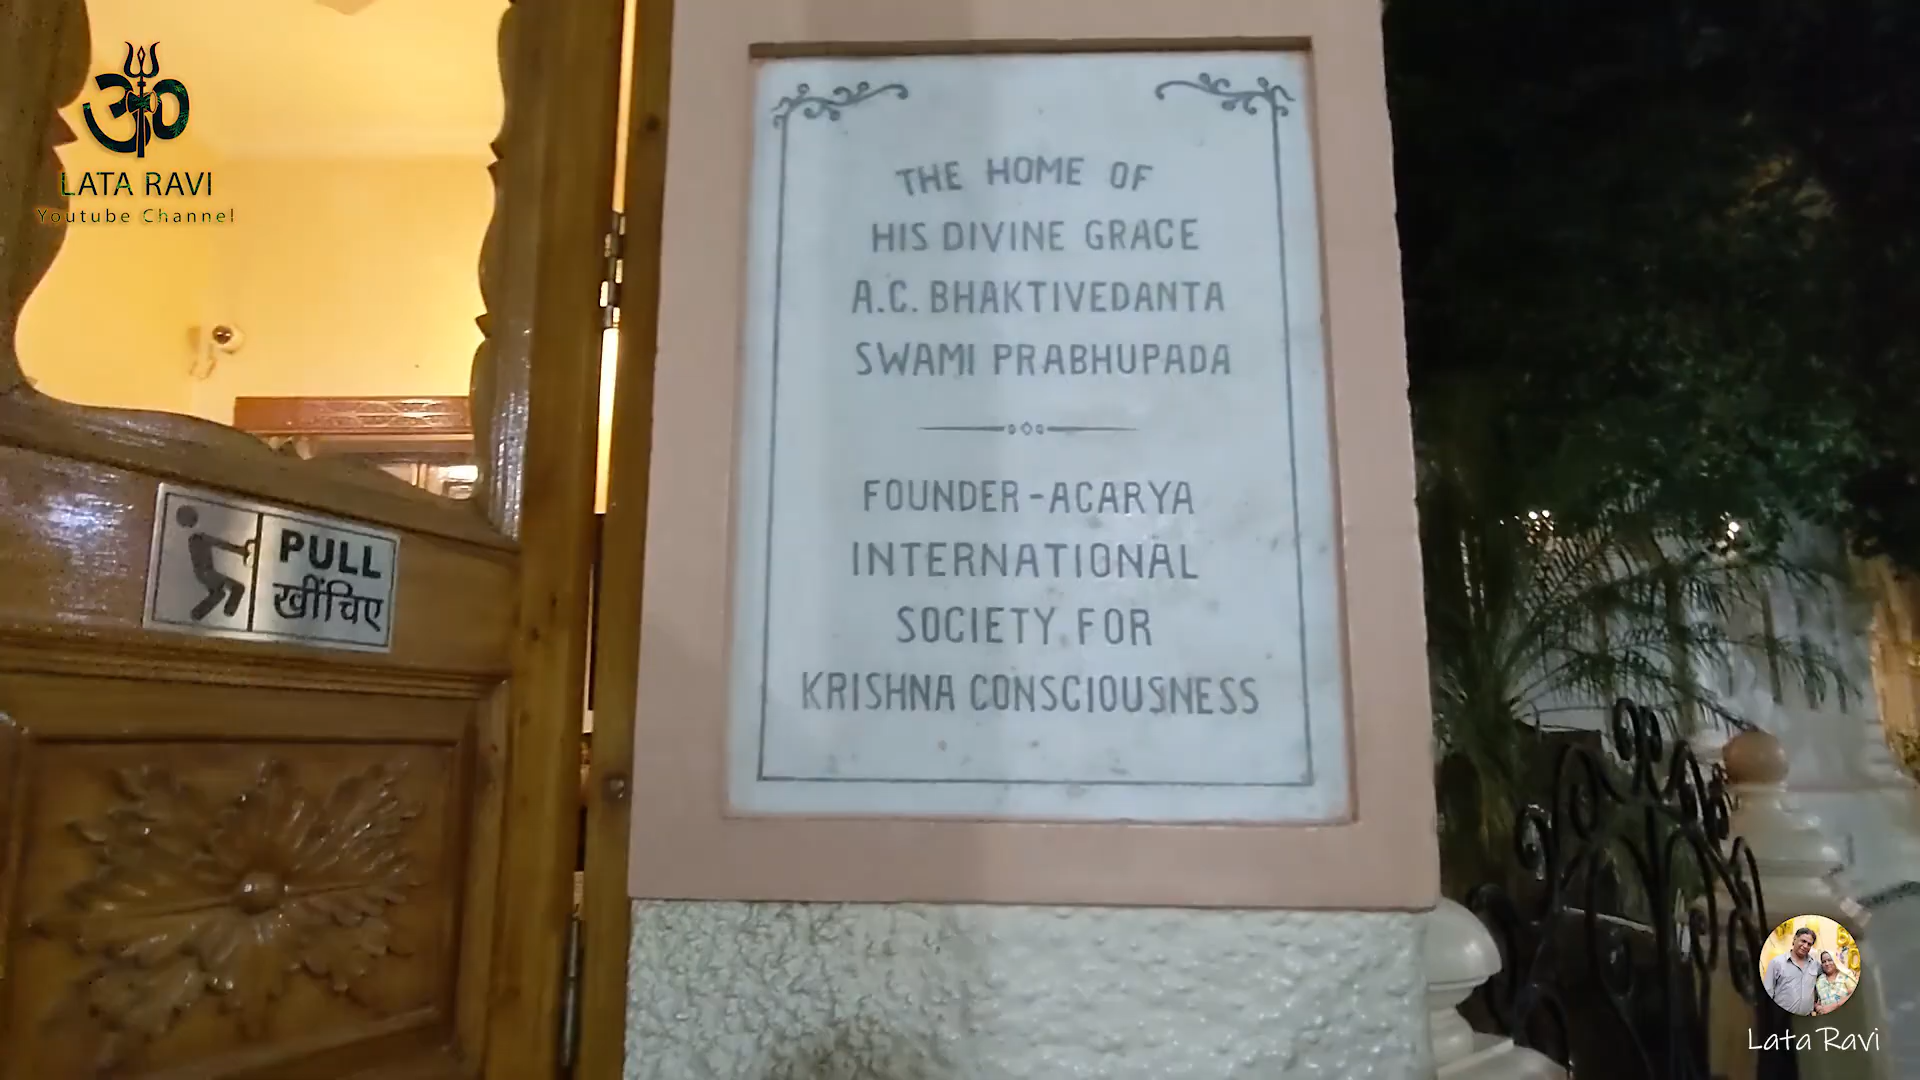 LATA RAVI
Youtube Channel
THE HOME OF
HIS DIVINE GRACE
A.C. BHAKTIVEDANTA
SWAMI PRABHUPADA
FOUNDER-ACARYA
INTERNATIONAL
SOCIETY FOR
KRISHNA CONSCIOUSNESS
PULL
खींचिए
Lata Ravi